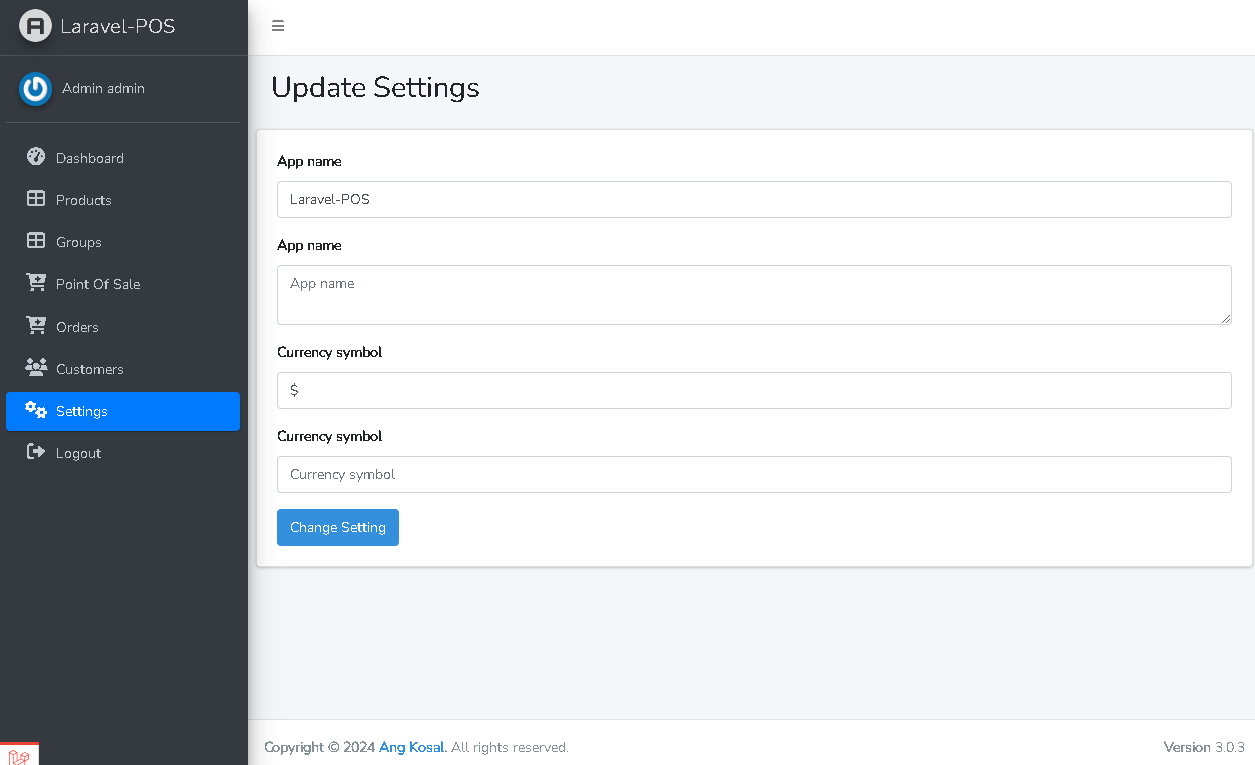 Laravel-POS
Admin admin
Dashboard
Products
Groups
Point Of Sale
Orders
Customers
Settings
Logout
Update Settings
App name
Laravel-POS
App name
App name
Currency symbol
$
Currency symbol
Currency symbol
Change Setting
Copyright © 2024 Ang Kosal. All rights reserved.
Version 3.0.3